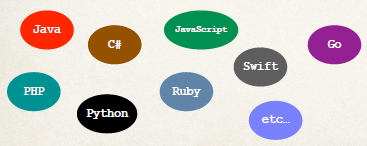 Java
C#
JavaScript
Go
Swift
PHP
Python
Ruby
etc…